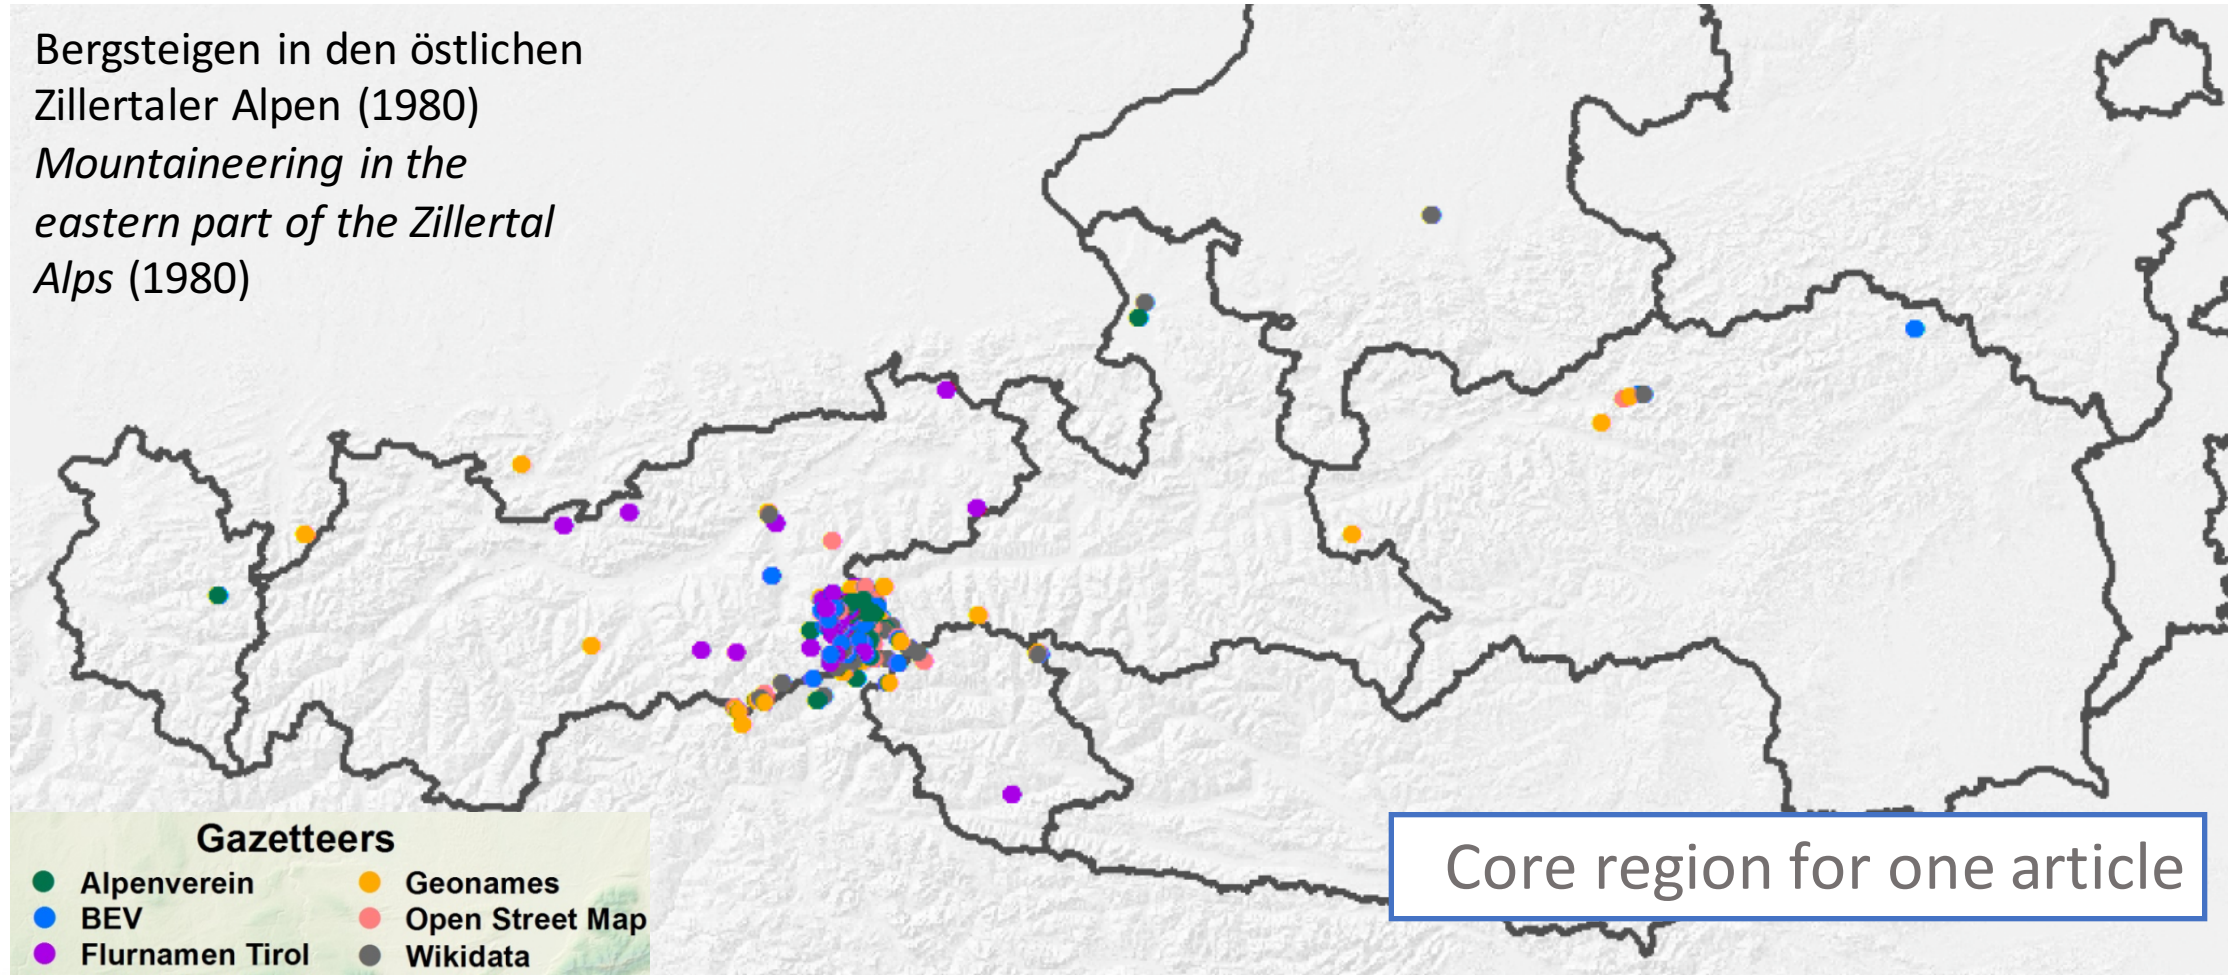 Bergsteigen in den östlichen
Zillertaler Alpen (1980)
Mountaineering in the
eastern part of the Zillertal
Alps (1980)
Gazetteers
Alpenverein
BEV
Flurnamen Tirol
Geonames
Open Street Map
Wikidata
Core region for one article